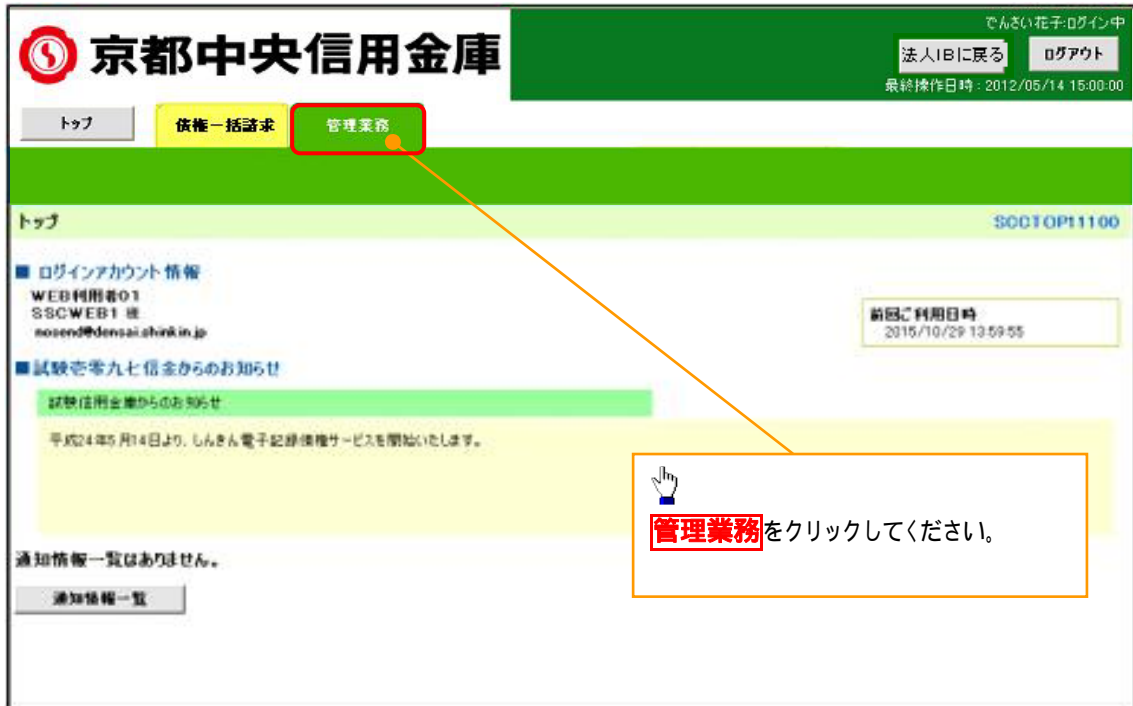 京都中央信用金庫
でんさい花子:ログイン中
法人IBに戻る
ログアウト
最終操作日時：2012/05/14 15:00:00
トップ
債権一括請求
管理業務
トップ
SCCTOP11100
■ ログインアカウント情報
WEB利用者01
SSCWEB1 様
nosend@densai.shinkin.jp
前回ご利用日時
2015/10/29 13:59:55
■試験壱零九七信金からのお知らせ
試験信用金庫からのお知らせ
平成24年5月14日より、しんきん電子記録債権サービスを開始いたします。
管理業務をクリックしてください。
通知情報一覧はありません。
通知情報一覧